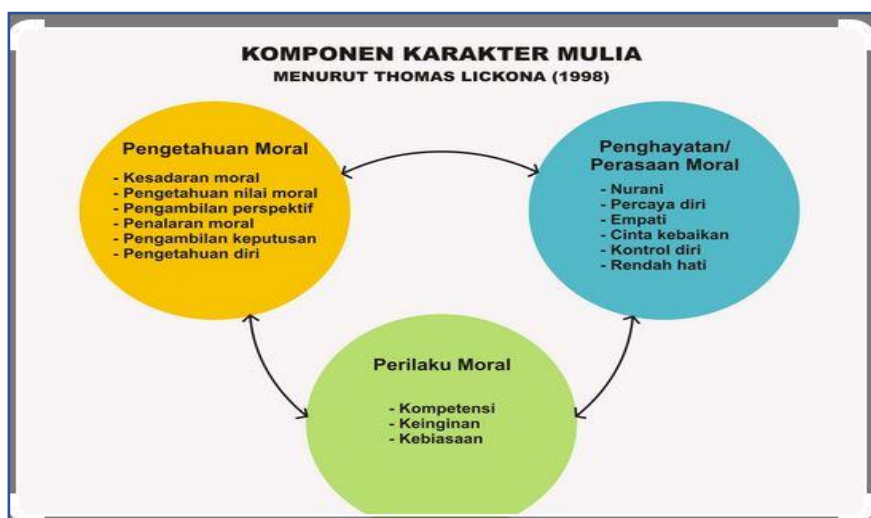 KOMPONEN KARAKTER MULIA
MENURUT THOMAS LICKONA (1998)
Pengetahuan Moral
- Kesadaran moral
- Pengetahuan nilai moral
- Pengambilan perspektif
- Penalaran moral
- Pengambilan keputusan
- Pengetahuan diri
Penghayatan/
Perasaan Moral
- Nurani
- Percaya diri
- Empati
- Cinta kebaikan
- Kontrol diri
- Rendah hati
Perilaku Moral
- Kompetensi
- Keinginan
- Kebiasaan